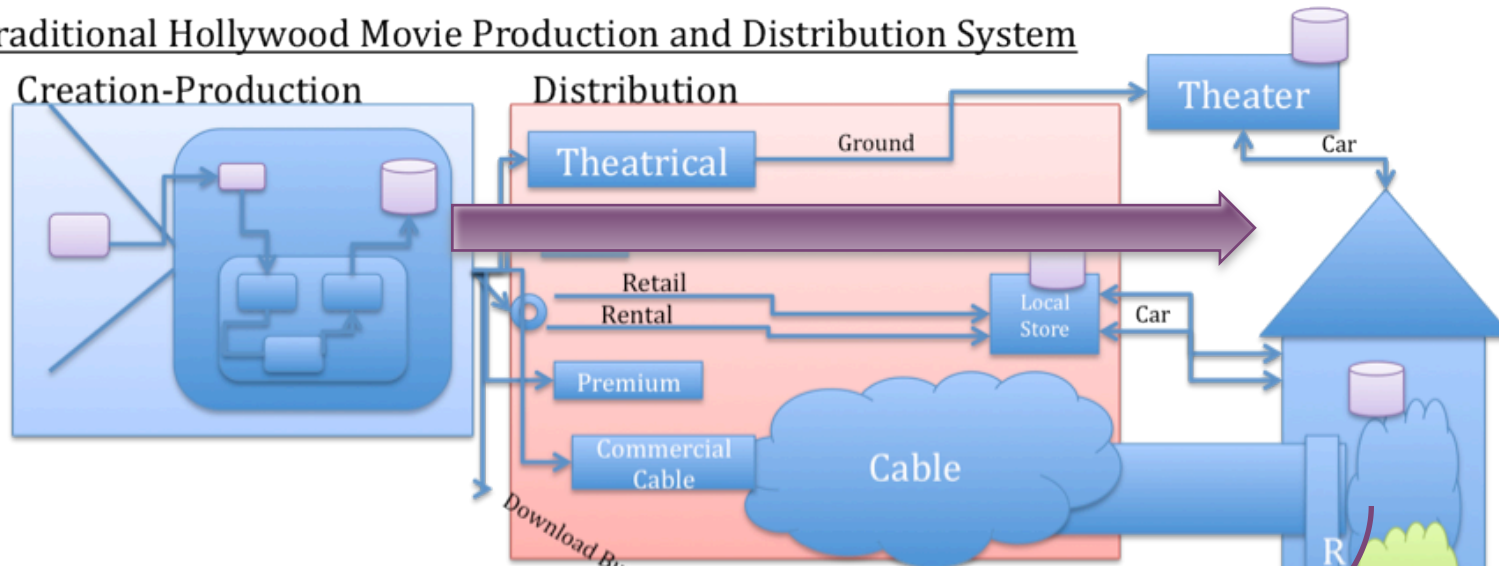 raditional Hollywood Movie Production and Distribution System
Creation-Production
Distribution
Theater
Theatrical
Ground
Car
Retail
Rental
Local
Store
Car
Premium
Commercial
Cable
Cable
Download
R